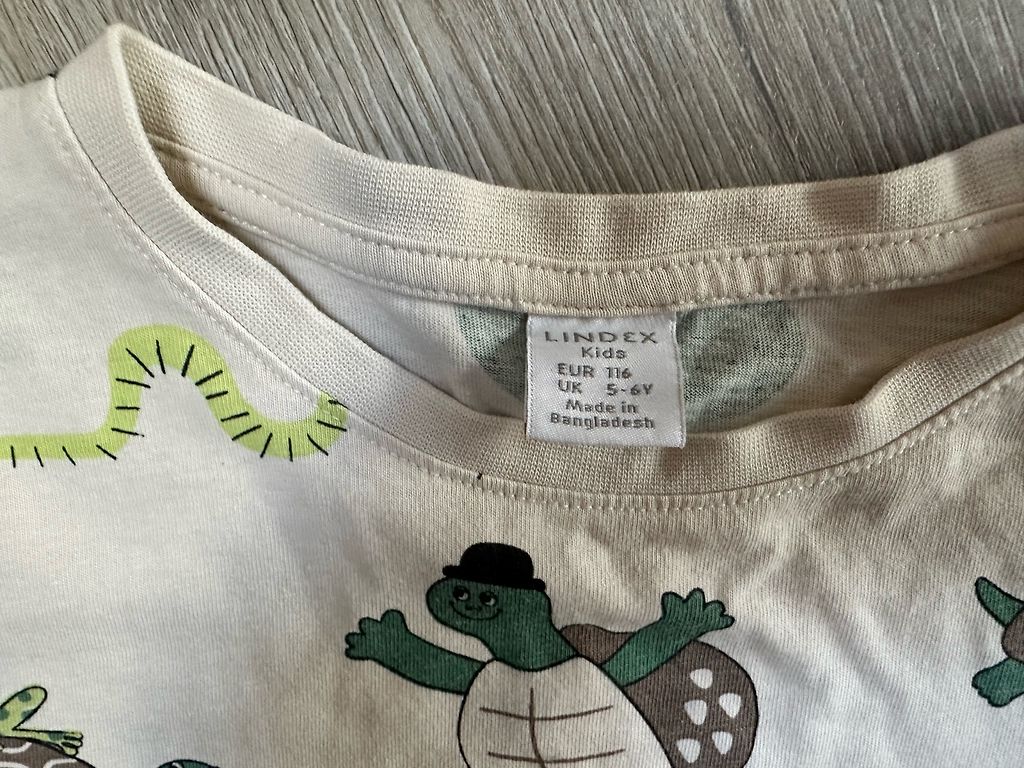 LINDEX
Kids
EUR 116
UK 5-6Y
Made in
Bangladesh